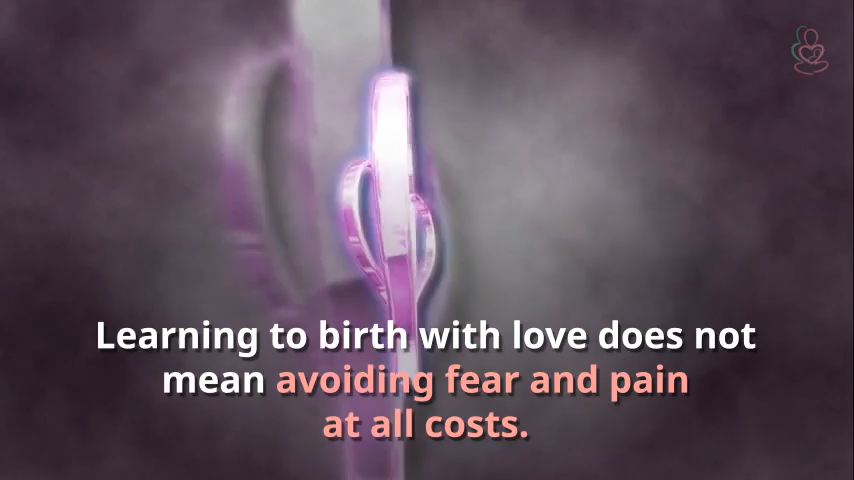 Learning to birth with love does not
mean avoiding fear and pain
at all costs.